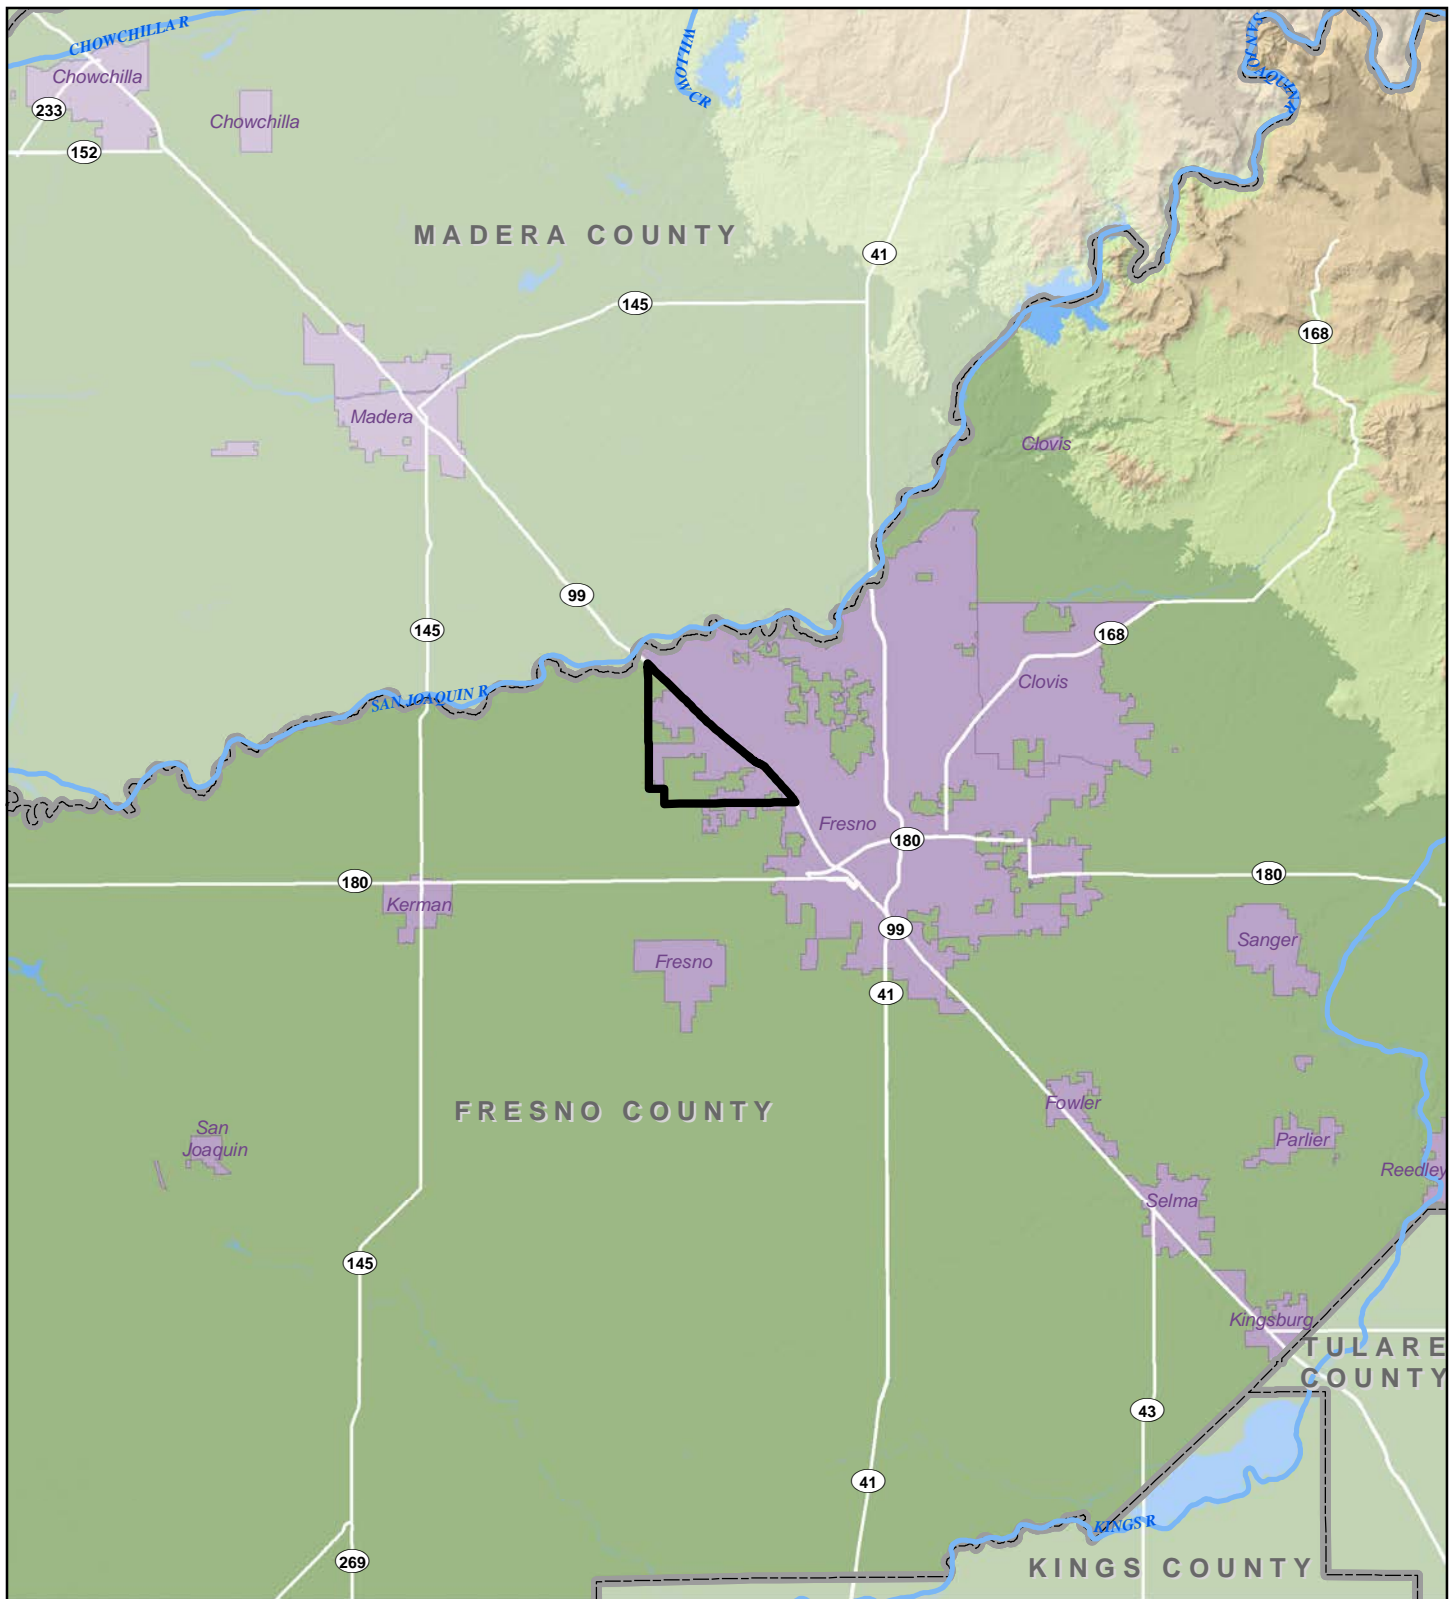 CHOWCHILLA R
WILLOW CR
SAN JOAQUIN R
Chowchilla
233
Chowchilla
152
MADERA COUNTY
41
145
168
Madera
Clovis
99
145
168
Clovis
SAN JOAQUIN R
Fresno
180
180
180
Kerman
99
Sanger
Fresno
41
Fowler
FRESNO COUNTY
San
Joaquin
Parlier
Reedley
Selma
145
Kingsburg
TULARE
COUNTY
43
41
KINGS R
269
KINGS COUNTY